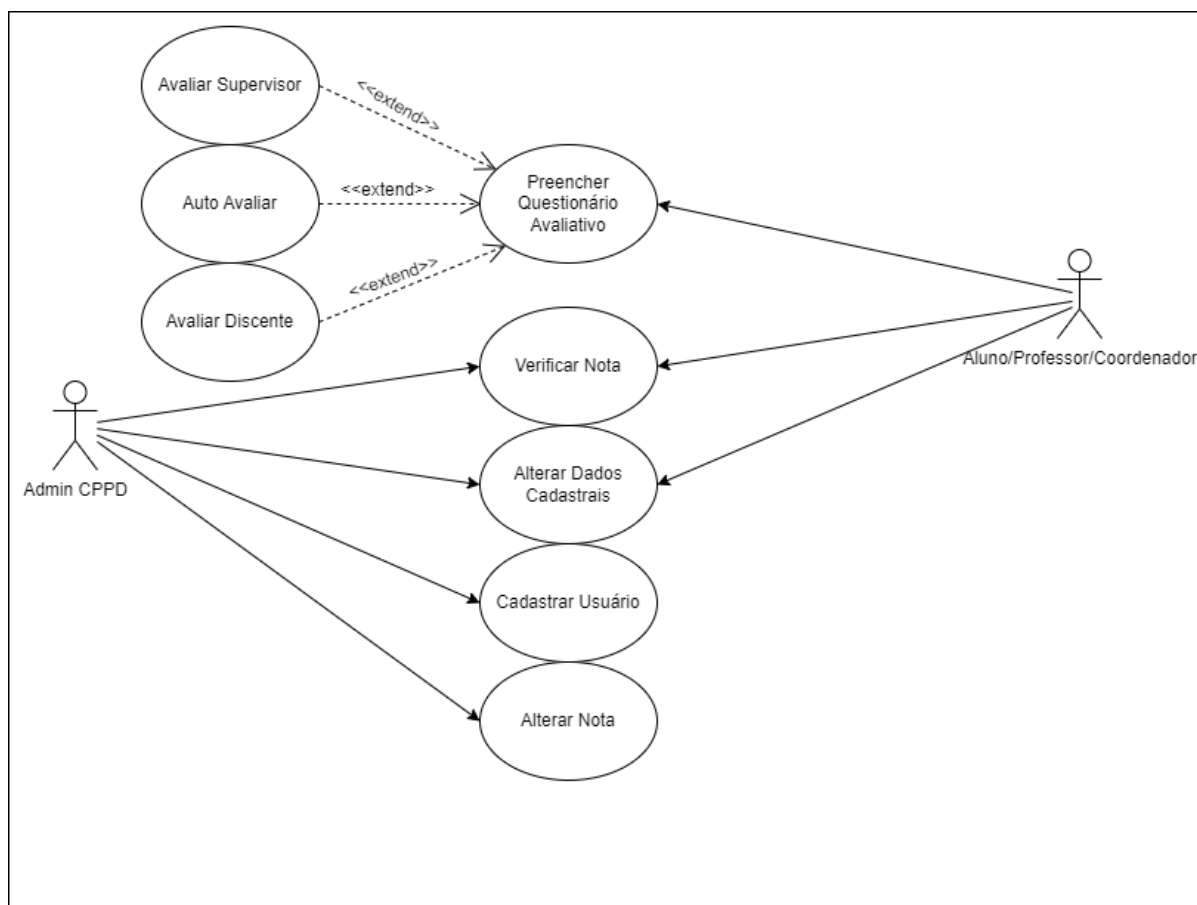 Avaliar Supervisor
<<extend>>
Preencher
Questionário
Avaliativo
Auto Avaliar
<<extend>>
Avaliar Discente
<<extend>>
Verificar Nota
Aluno/Professor/Coordenador
Admin CPPD
Alterar Dados
Cadastrais
Cadastrar Usuário
Alterar Nota